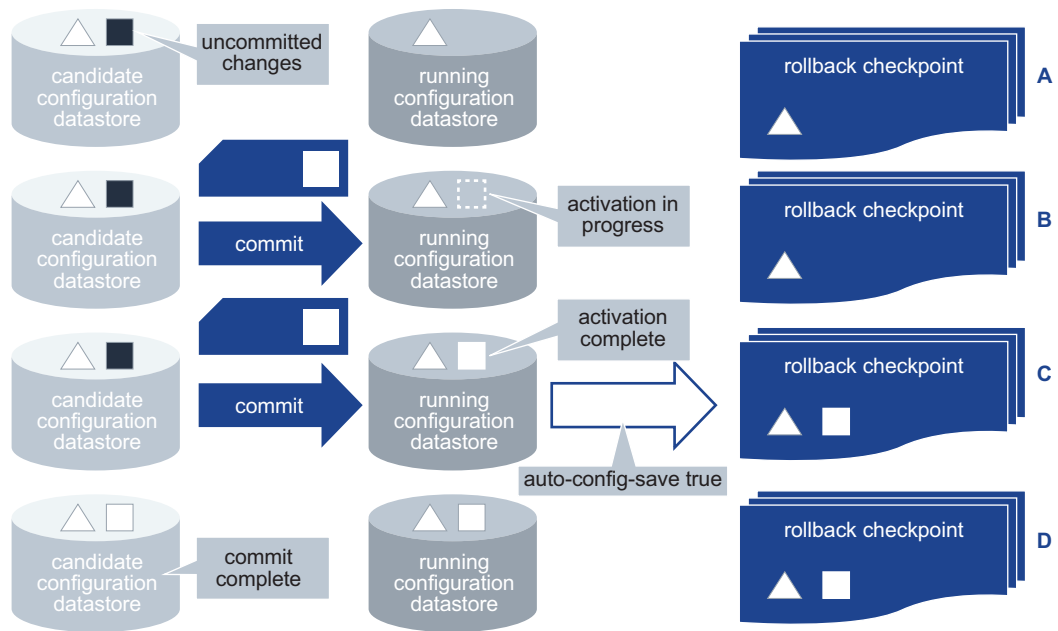 uncommitted
changes
candidate
configuration
datastore
running
configuration
datastore
rollback checkpoint
A
candidate
configuration
datastore
commit
running
configuration
datastore
activation in
progress
rollback checkpoint
B
candidate
configuration
datastore
commit
running
configuration
datastore
activation
complete
auto-config-save true
rollback checkpoint
C
candidate
configuration
datastore
commit
complete
running
configuration
datastore
rollback checkpoint
D